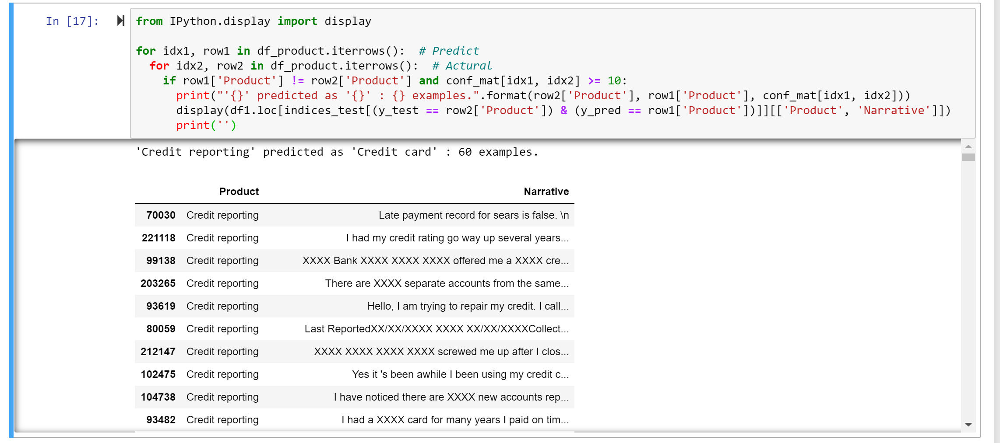 In [17]:
from IPython.display import display
for idx1, row1 in df_product.iterrows():  # Predict
  for idx2, row2 in df_product.iterrows():  # Actural
    if row1['Product'] != row2['Product'] and conf_mat[idx1, idx2] >= 10:
      print("'{}' predicted as '{}' : {} examples.".format(row2['Product'], row1['Product'], conf_mat[idx1, idx2]))
      display(df1.loc[indices_test[(y_test == row2['Product']) & (y_pred == row1['Product'])]][['Product', 'Narrative']])
      print('')
'Credit reporting' predicted as 'Credit card' : 60 examples.
Product Narrative
70030 Credit reporting Late payment record for sears is false. \n
221118 Credit reporting I had my credit rating go way up several years...
99138 Credit reporting XXXX Bank XXXX XXXX XXXX offered me a XXXX cre...
203265 Credit reporting There are XXXX separate accounts from the same...
93619 Credit reporting Hello, I am trying to repair my credit. I call...
80059 Credit reporting Last ReportedXX/XX/XXXX XXXX XX/XX/XXXXCollect...
212147 Credit reporting XXXX XXXX XXXX XXXX screwed me up after I clos...
102475 Credit reporting Yes it 's been awhile I been using my credit c...
104738 Credit reporting I have noticed there are XXXX new accounts rep...
93482 Credit reporting I had a XXXX card for many years I paid on tim...